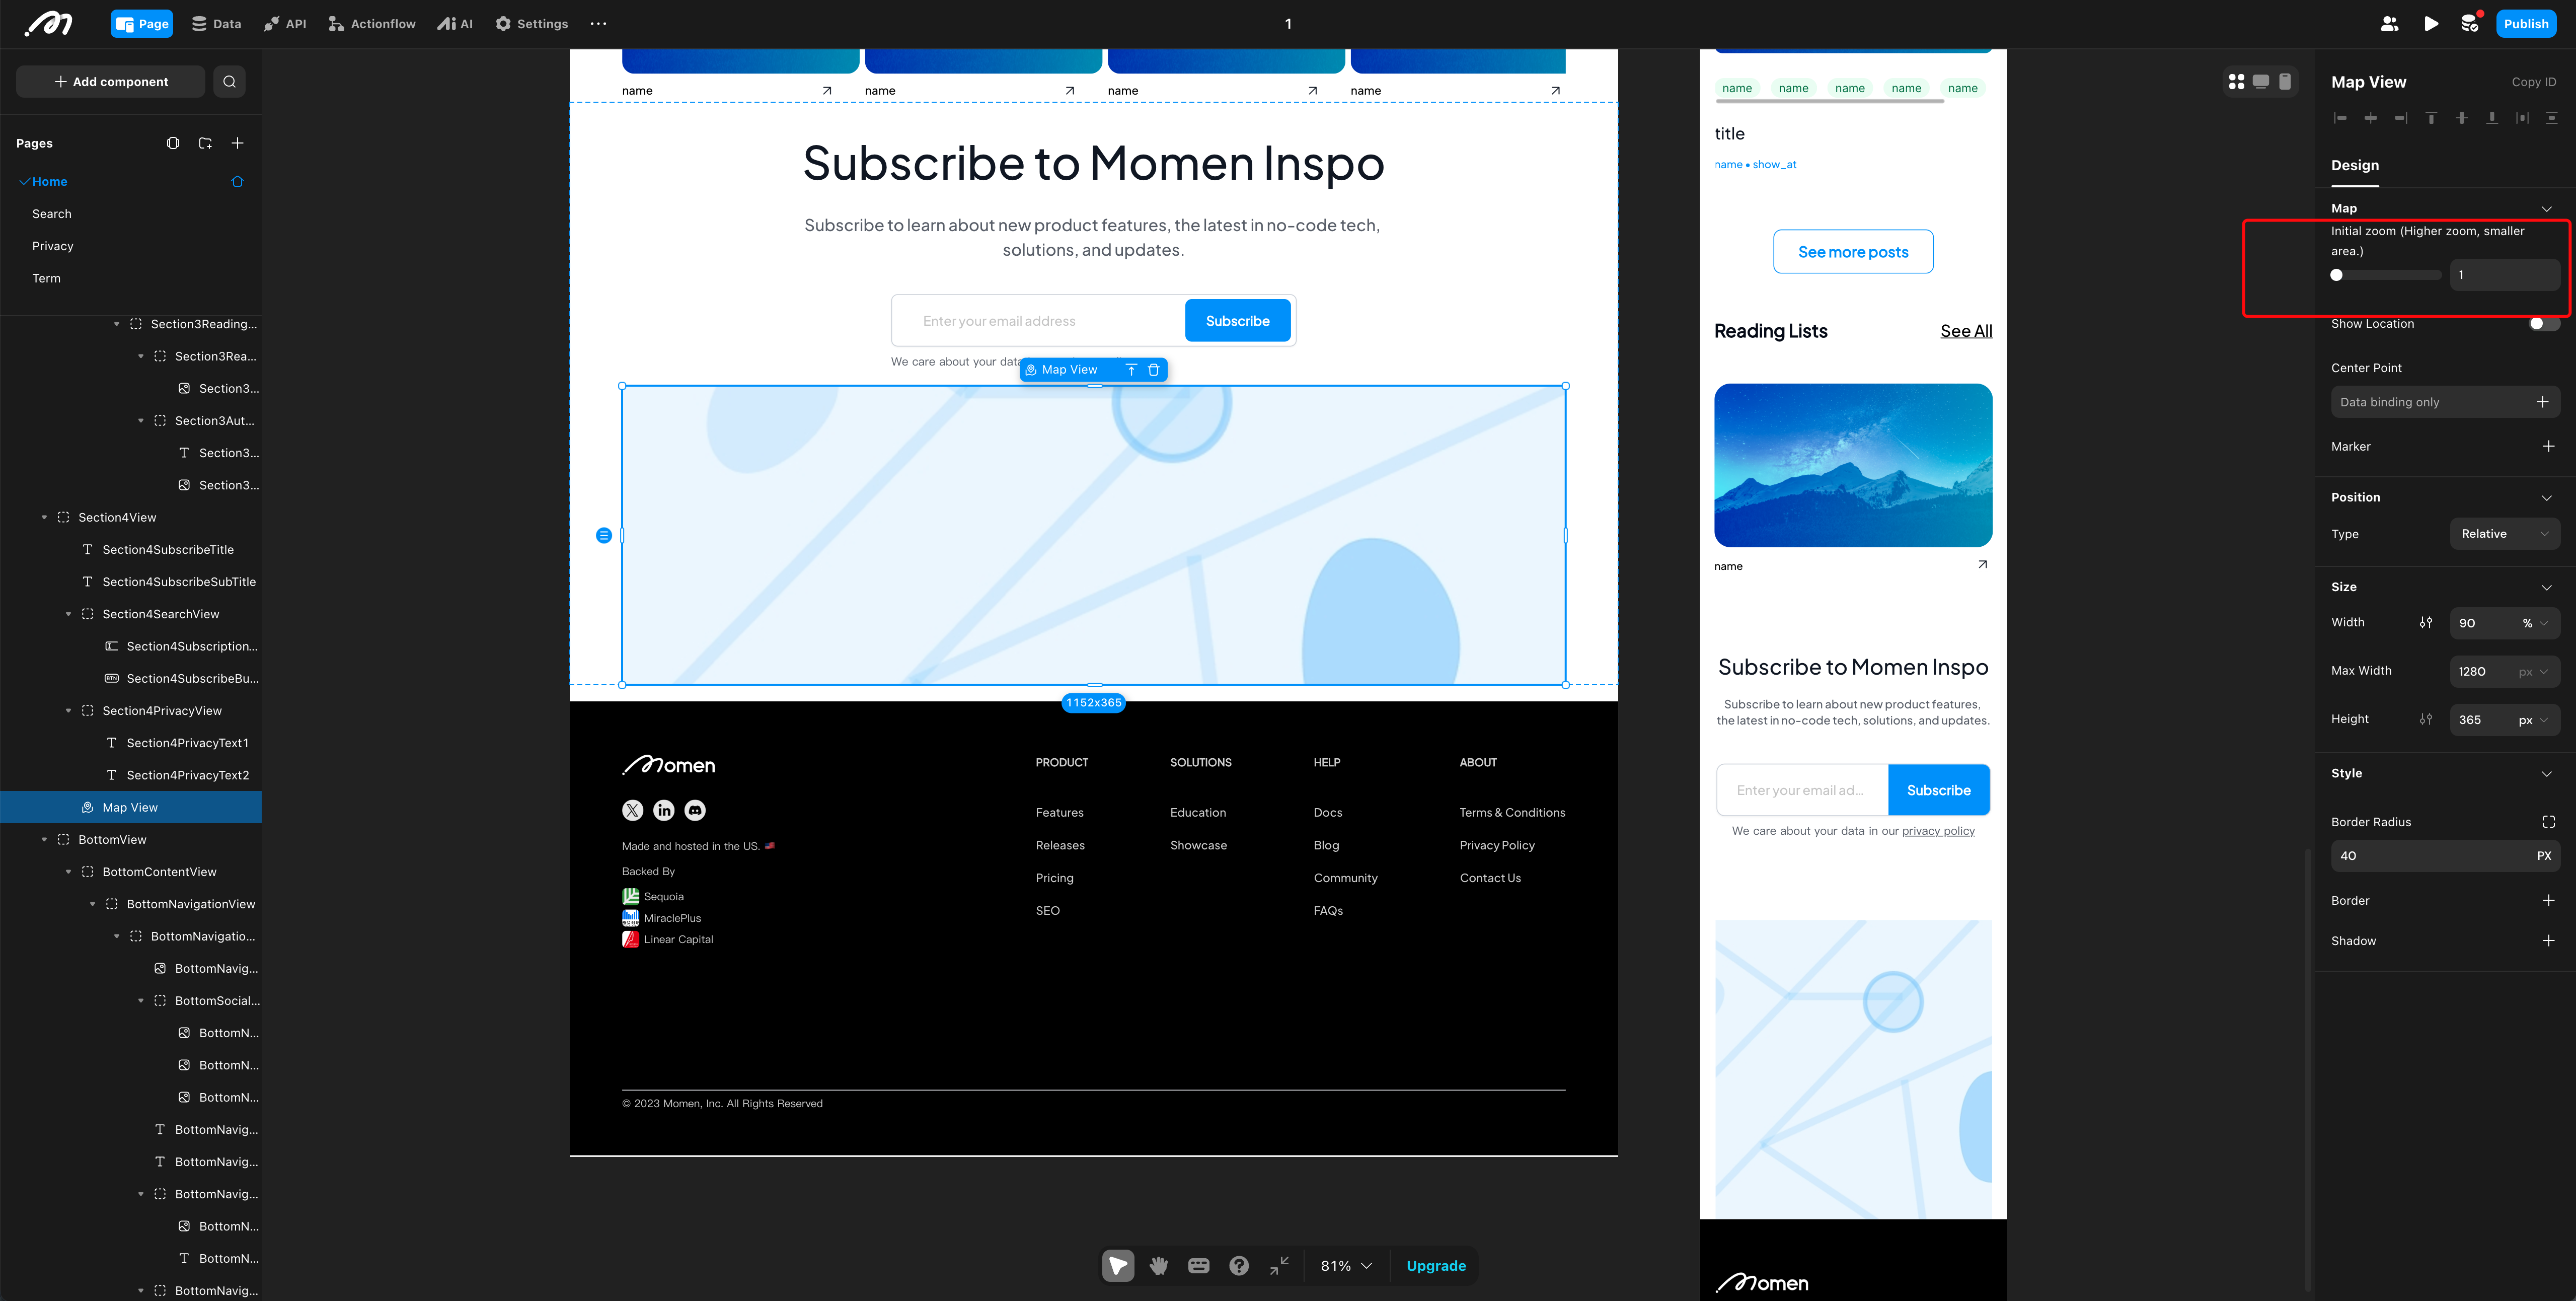 Page
Data
API
Actionflow
AI
Settings
1
Publish
Add component
Pages
Home
Search
Privacy
Term
Section3Reading...
Section3Rea...
Section3...
Section3Aut...
Section3...
Section3...
Section4View
Section4SubscribeTitle
Section4SubscribeSubTitle
Section4SearchView
Section4Subscription...
Section4SubscribeBu...
Section4PrivacyView
Section4PrivacyText1
Section4PrivacyText2
Map View
BottomView
BottomContentView
BottomNavigationView
BottomNavigatio...
BottomNavig...
BottomSocial...
BottomN...
BottomN...
BottomN...
BottomNavig...
BottomNavig...
BottomNavig...
BottomN...
BottomN...
BottomNavig...
name
name
name
name
Subscribe to Momen Inspo
Subscribe to learn about new product features, the latest in no-code tech,
solutions, and updates.
Enter your email address
Subscribe
We care about your data
Map View
1152x365
Momen
Made and hosted in the US.
Backed By
Sequoia
MiraclePlus
Linear Capital
PRODUCT
Features
Releases
Pricing
SEO
SOLUTIONS
Education
Showcase
HELP
Docs
Blog
Community
FAQs
ABOUT
Terms & Conditions
Privacy Policy
Contact Us
© 2023 Momen, Inc. All Rights Reserved
81%
Upgrade
name
name
name
name
name
title
name • show_at
See more posts
Reading Lists
See All
name
Subscribe to Momen Inspo
Subscribe to learn about new product features,
the latest in no-code tech, solutions, and updates.
Enter your email ad...
Subscribe
We care about your data in our privacy policy
Momen
Map View
Copy ID
Design
Map
Initial zoom (Higher zoom, smaller
area.)
1
Show Location
Center Point
Data binding only
Marker
Position
Type
Relative
Size
Width
90
%
Max Width
1280
px
Height
365
px
Style
Border Radius
40
PX
Border
Shadow